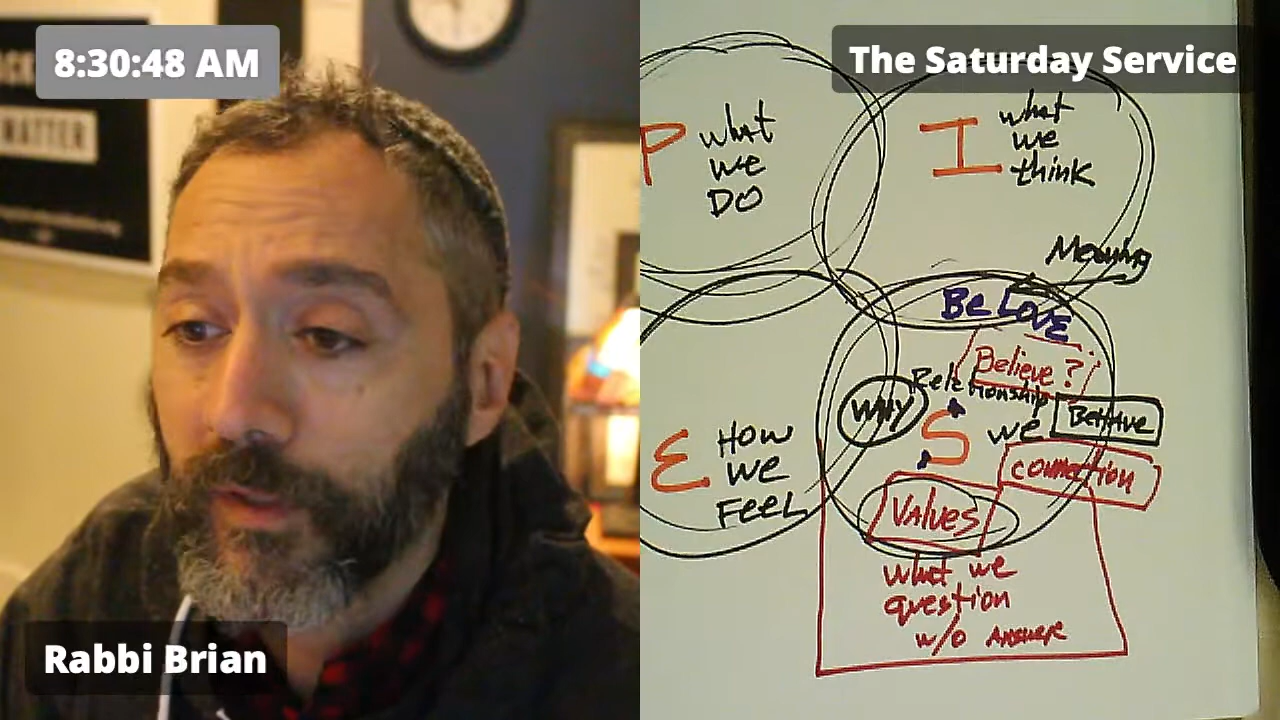 8:30:48 AM
The Saturday Service
MATTER
P what
we
DO
I what
we
think
Meaning
Be Love
Believe?
Relationship
WHY
S we BEHAVE
connection
E HOW
we
FEEL
VALUES
what we
question
w/o Answer
Rabbi Brian